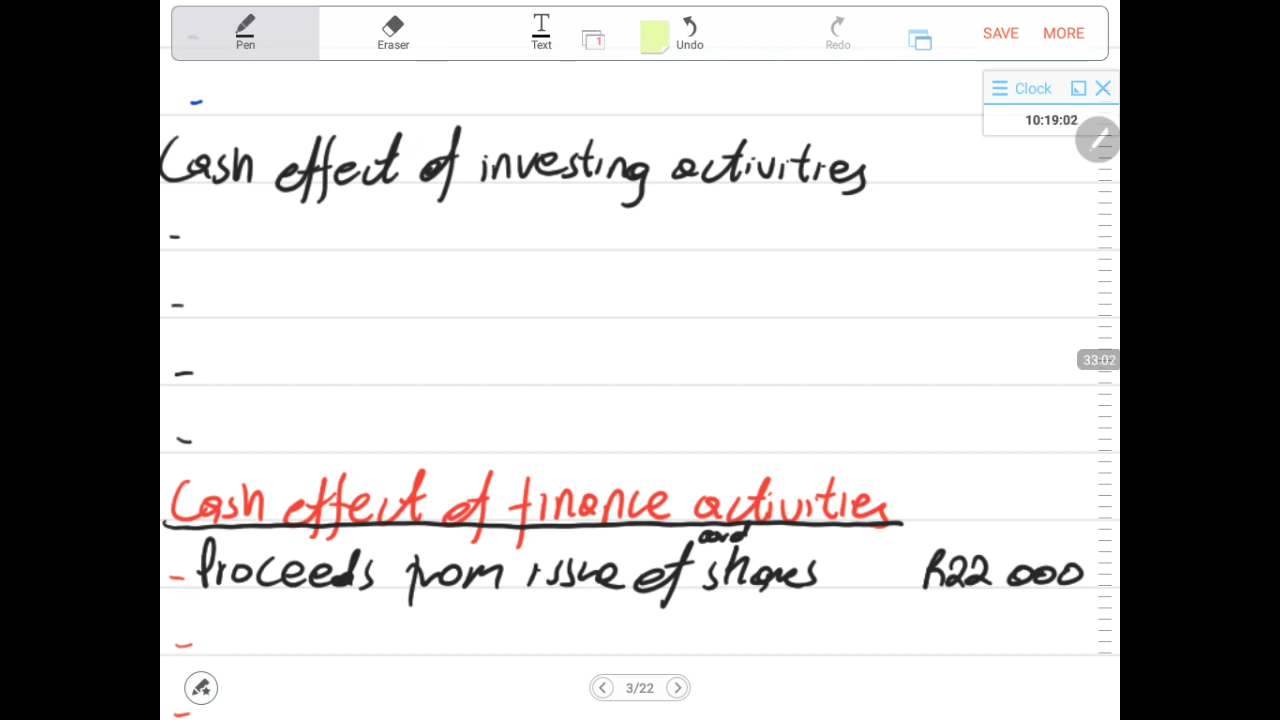 Pen
Eraser
Text
1
Undo
Redo
SAVE
MORE
Clock
10:19:02
-
Cash effect of investing activities
-
-
-
-
33:02
Cash effect of finance activities
- Proceeds from issue of shares R22 000
-
3/22
-